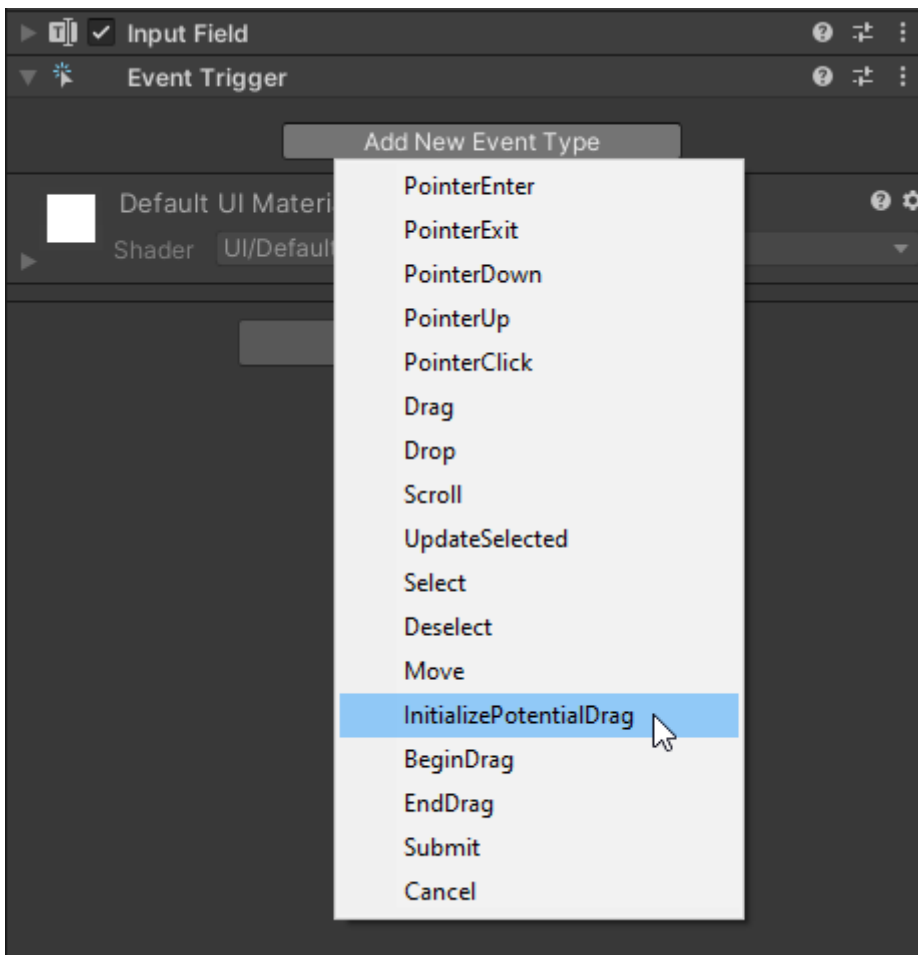 Input Field
Event Trigger
Add New Event Type
Default UI Materi
Shader UI/Default
PointerEnter
PointerExit
PointerDown
PointerUp
PointerClick
Drag
Drop
Scroll
UpdateSelected
Select
Deselect
Move
InitializePotentialDrag
BeginDrag
EndDrag
Submit
Cancel